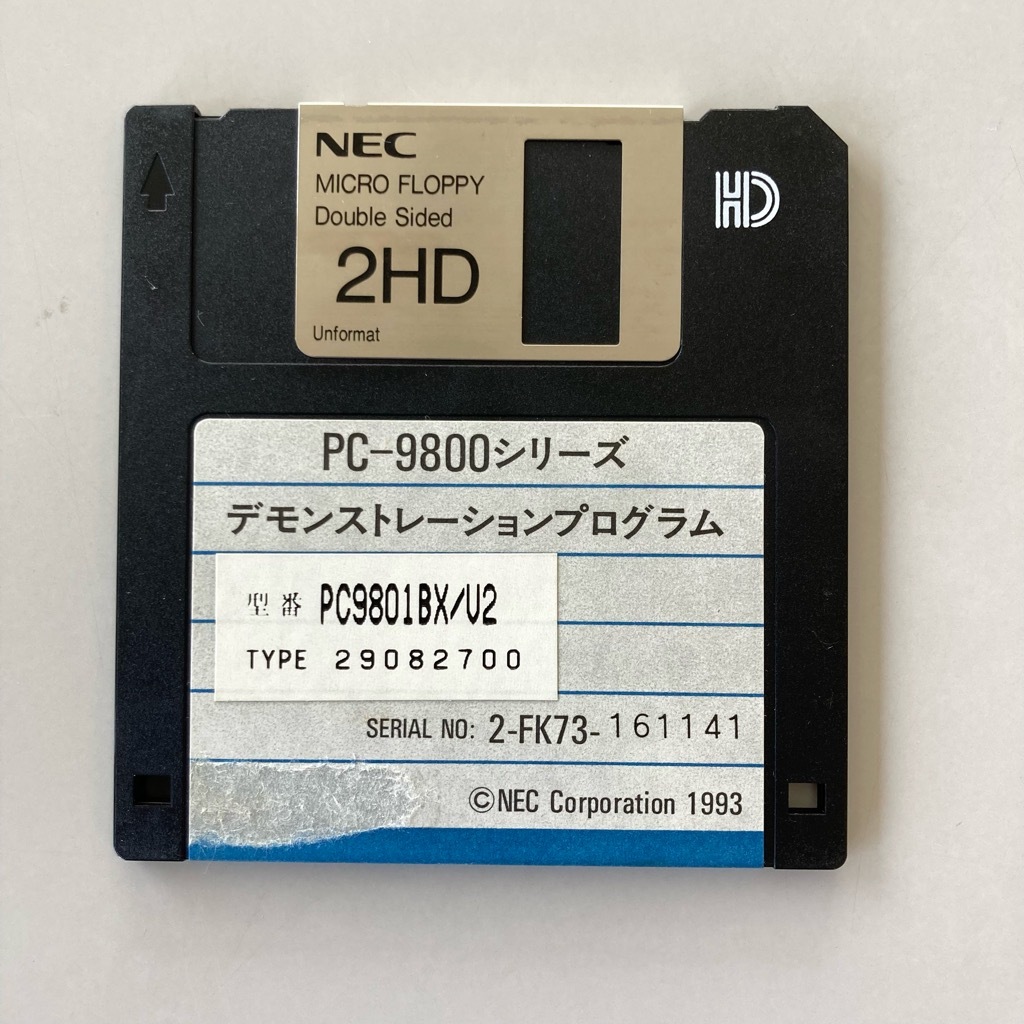 NEC
MICRO FLOPPY
Double Sided
2HD
Unformat
HD
PC-9800シリーズ
デモンストレーションプログラム
型番 PC9801BX/U2
TYPE 29082700
SERIAL NO: 2-FK73-161141
©NEC Corporation 1993